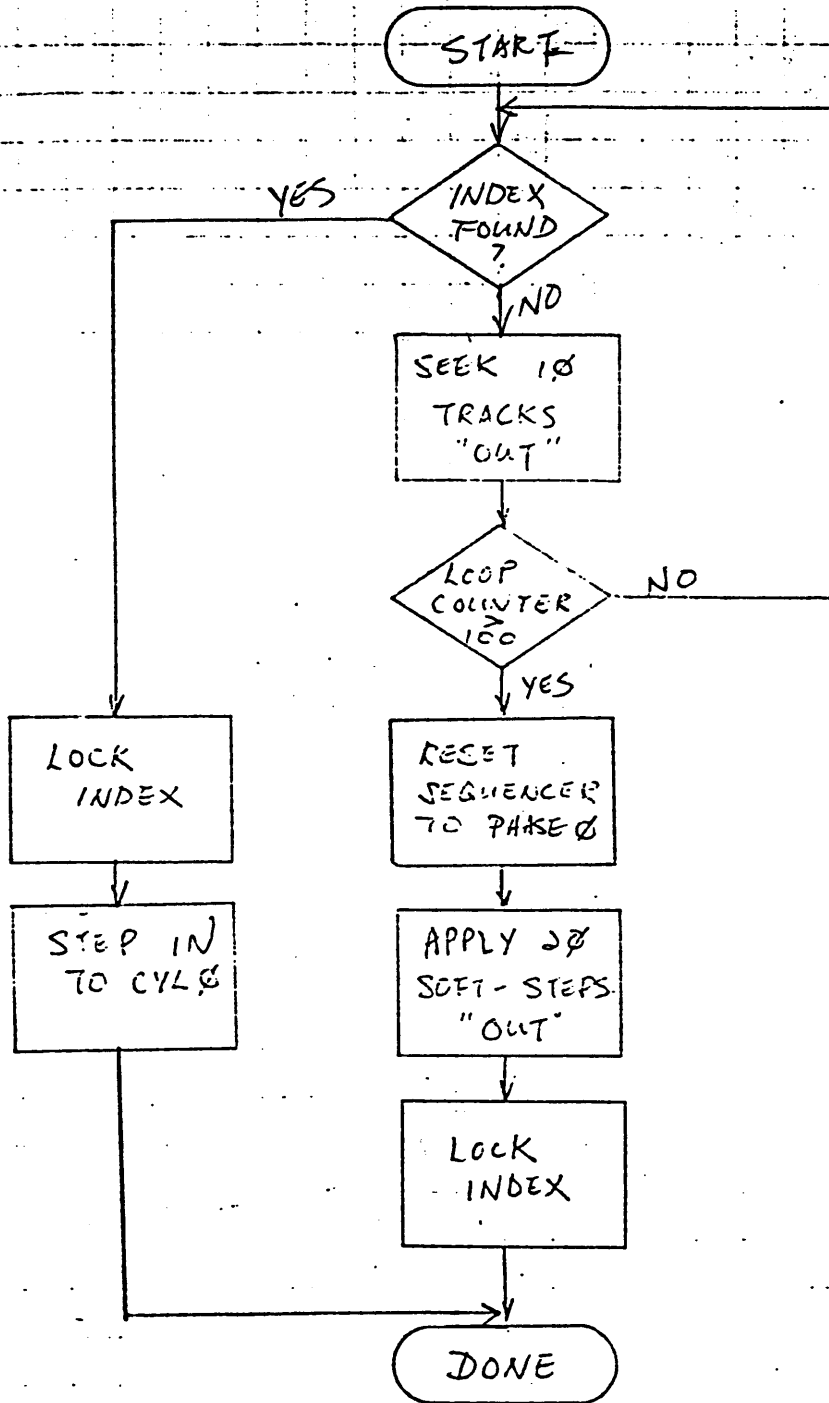 START
INDEX
FOUND
?
YES
NO
SEEK 1Ø
TRACKS
"OUT"
LOOP
COUNTER
>
100
NO
YES
LOCK
INDEX
RESET
SEQUENCER
TO PHASE Ø
STEP IN
TO CYL Ø
APPLY 2Ø
SOFT-STEPS
"OUT"
LOCK
INDEX
DONE